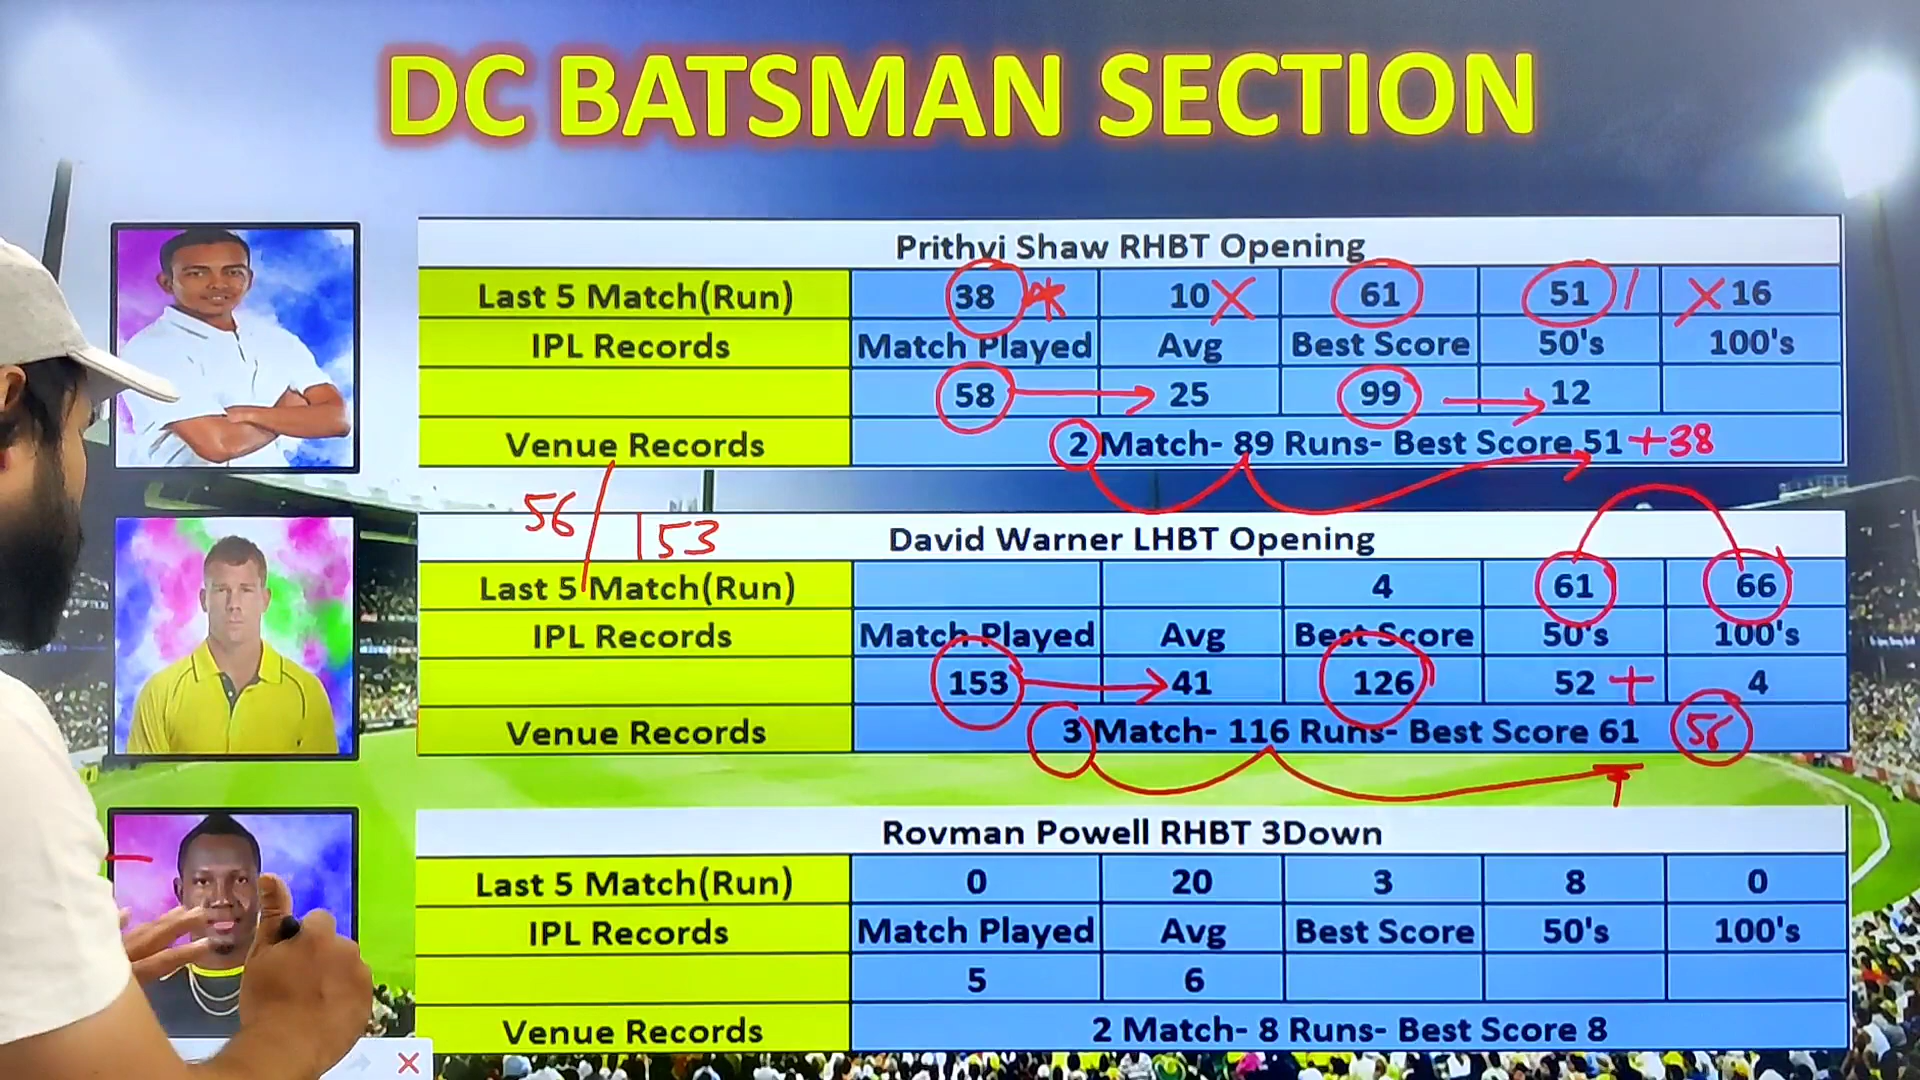 DC BATSMAN SECTION
Prithvi Shaw RHBT Opening
Last 5 Match(Run) 38 10 X 61 51 X 16
IPL Records Match Played Avg Best Score 50's 100's
58 25 99 12
Venue Records 2 Match- 89 Runs- Best Score 51 +38
56/153
David Warner LHBT Opening
Last 5 Match(Run) 4 61 66
IPL Records Match Played Avg Best Score 50's 100's
153 41 126 52 + 4
Venue Records 3 Match- 116 Runs- Best Score 61 56
Rovman Powell RHBT 3Down
Last 5 Match(Run) 0 20 3 8 0
IPL Records Match Played Avg Best Score 50's 100's
5 6
Venue Records 2 Match- 8 Runs- Best Score 8